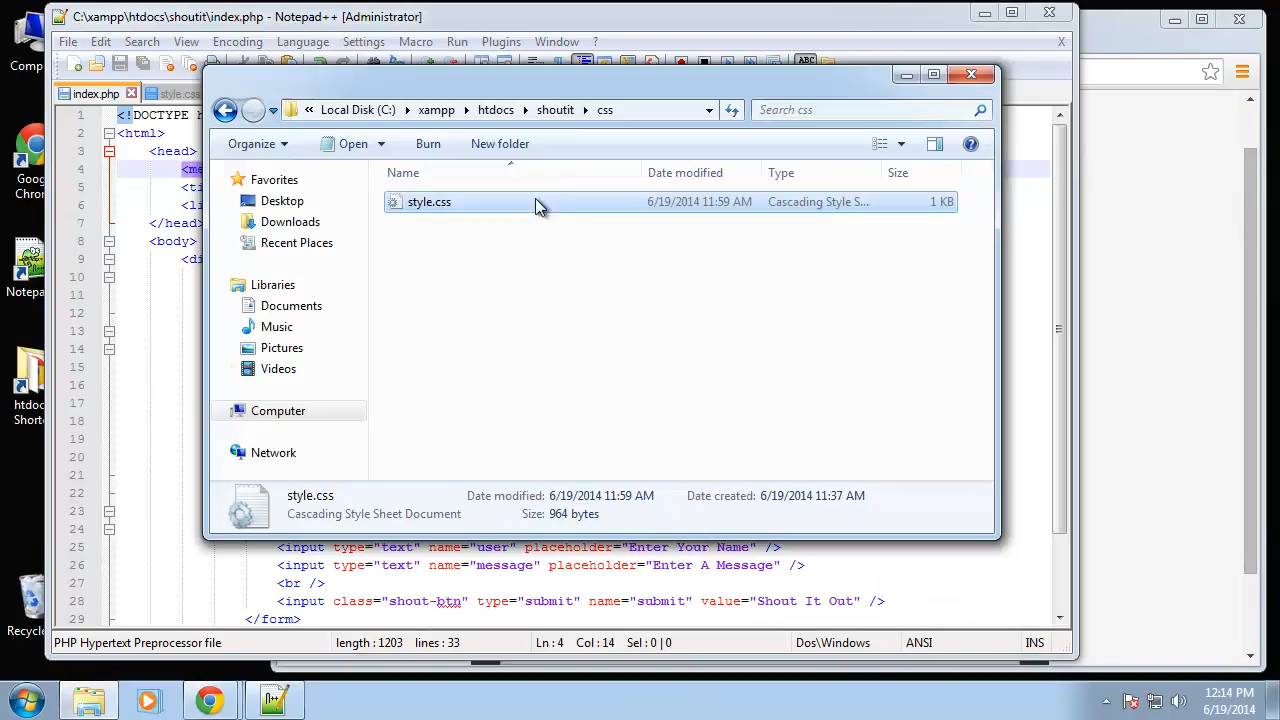 C:\xampp\htdocs\shoutit\index.php - Notepad++ [Administrator]
File Edit Search View Encoding Language Settings Macro Run Plugins Window ? X
ABC
index.php style.css
Local Disk (C:) xampp htdocs shoutit css Search css
Organize Open Burn New folder
Name Date modified Type Size
style.css 6/19/2014 11:59 AM Cascading Style S... 1 KB
Favorites
Desktop
Downloads
Recent Places
Libraries
Documents
Music
Pictures
Videos
Computer
Network
style.css Date modified: 6/19/2014 11:59 AM Date created: 6/19/2014 11:37 AM
Cascading Style Sheet Document Size: 964 bytes
1 <!DOCTYPE h
2 <html>
3 <head>
4 <me
5 <ti
6 <li
7 </head>
8 <body>
9 <di
10
11
12
13
14
15
16
17
18
19
20
21
22
23
24
25 <input type="text" name="user" placeholder="Enter Your Name" />
26 <input type="text" name="message" placeholder="Enter A Message" />
27 <br />
28 <input class="shout-btn" type="submit" name="submit" value="Shout It Out" />
29 </form>
PHP Hypertext Preprocessor file length : 1203 lines : 33 Ln : 4 Col : 14 Sel : 0 | 0 Dos\Windows ANSI INS
Comp
Goog
Chron
Notepa
htdoc
Shorto
Recycle
12:14 PM
6/19/2014